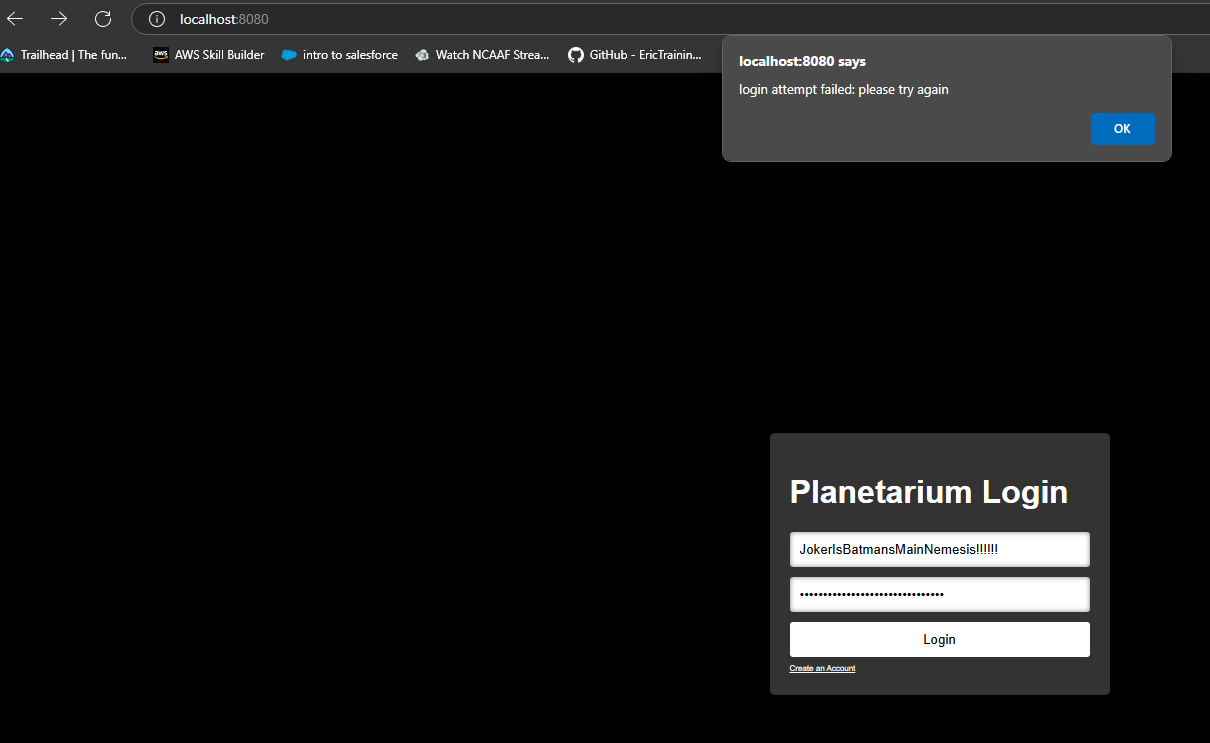 localhost:8080
Trailhead | The fun...
aws
AWS Skill Builder
intro to salesforce
Watch NCAAF Strea...
GitHub - EricTrainin...
localhost:8080 says
login attempt failed: please try again
OK
Planetarium Login
JokerIsBatmansMainNemesis!!!!!!
•••••••••••••••••••••••••••••••
Login
Create an Account